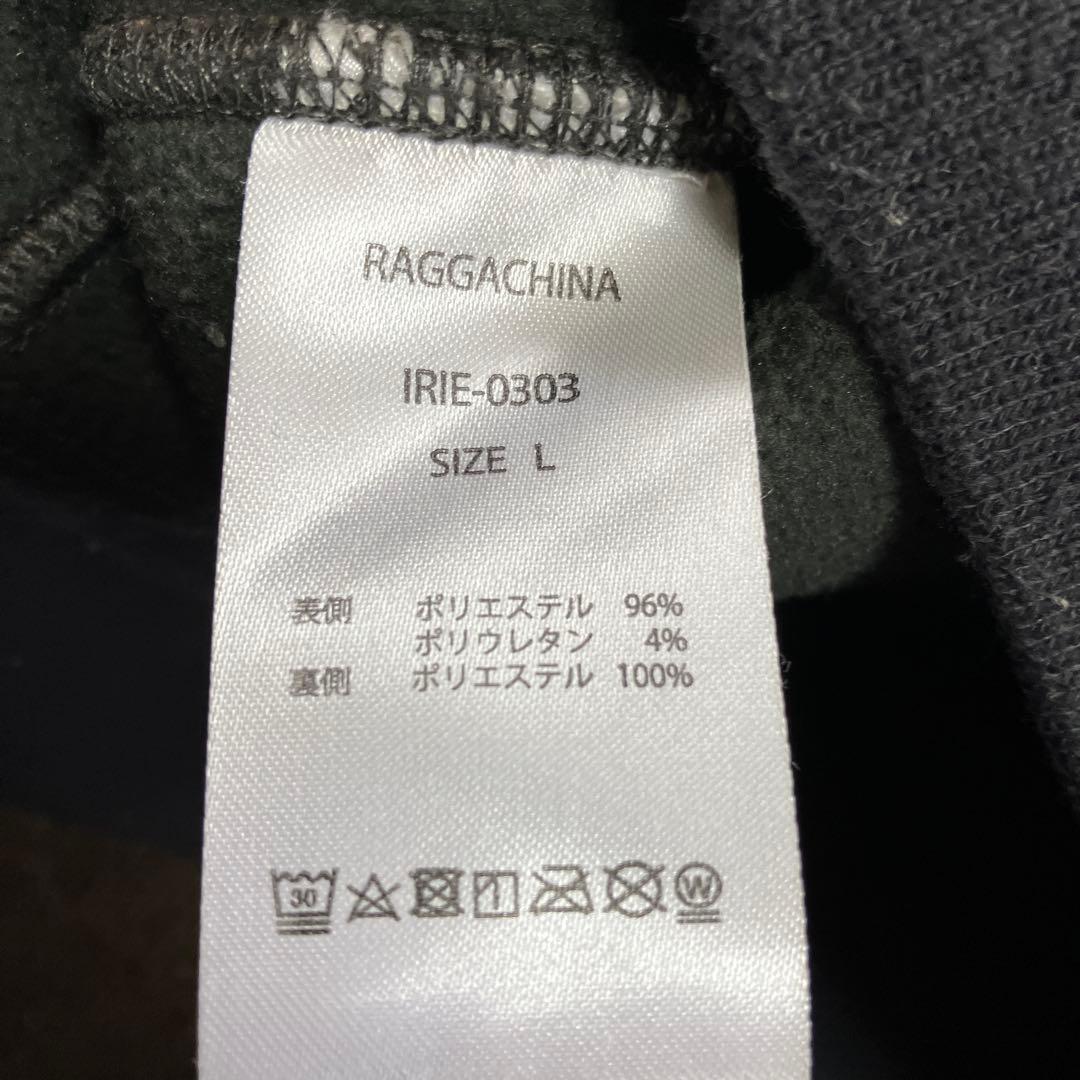 RAGGACHINA
IRIE-0303
SIZE L
表側 ポリエステル 96%
ポリウレタン 4%
裏側 ポリエステル 100%
30
W